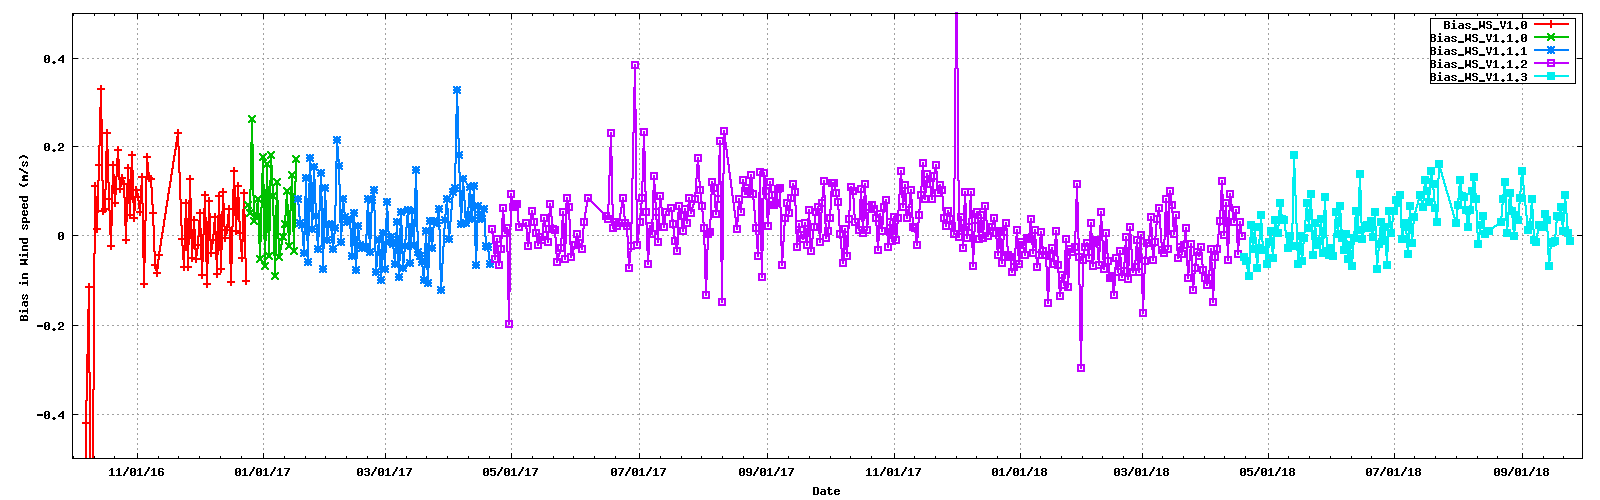 Bias_WS_V1.0
Bias_WS_V1.1.0
Bias_WS_V1.1.1
Bias_WS_V1.1.2
Bias_WS_V1.1.3
Bias in Wind speed (m/s)
0.4
0.2
0
-0.2
-0.4
11/01/16 01/01/17 03/01/17 05/01/17 07/01/17 09/01/17 11/01/17 01/01/18 03/01/18 05/01/18 07/01/18 09/01/18
Date